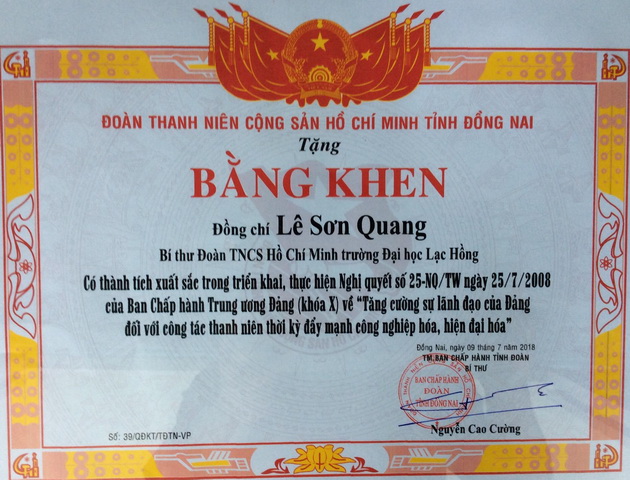 ĐOÀN THANH NIÊN CỘNG SẢN HỒ CHÍ MINH TỈNH ĐỒNG NAI
Tặng
BẰNG KHEN
Đồng chí Lê Sơn Quang
Bí thư Đoàn TNCS Hồ Chí Minh trường Đại học Lạc Hồng
Có thành tích xuất sắc trong triển khai, thực hiện Nghị quyết số 25-NQ/TW ngày 25/7/2008
của Ban Chấp hành Trung ương Đảng (khóa X) về “Tăng cường sự lãnh đạo của Đảng
đối với công tác thanh niên thời kỳ đẩy mạnh công nghiệp hóa, hiện đại hóa”
Đồng Nai, ngày 09 tháng 7 năm 2018
TM.BAN CHẤP HÀNH TỈNH ĐOÀN
BÍ THƯ
BAN CHẤP HÀNH
ĐOÀN
TỈNH ĐỒNG NAI
Nguyễn Cao Cường
Số: 39/QĐKT/TĐTN-VP